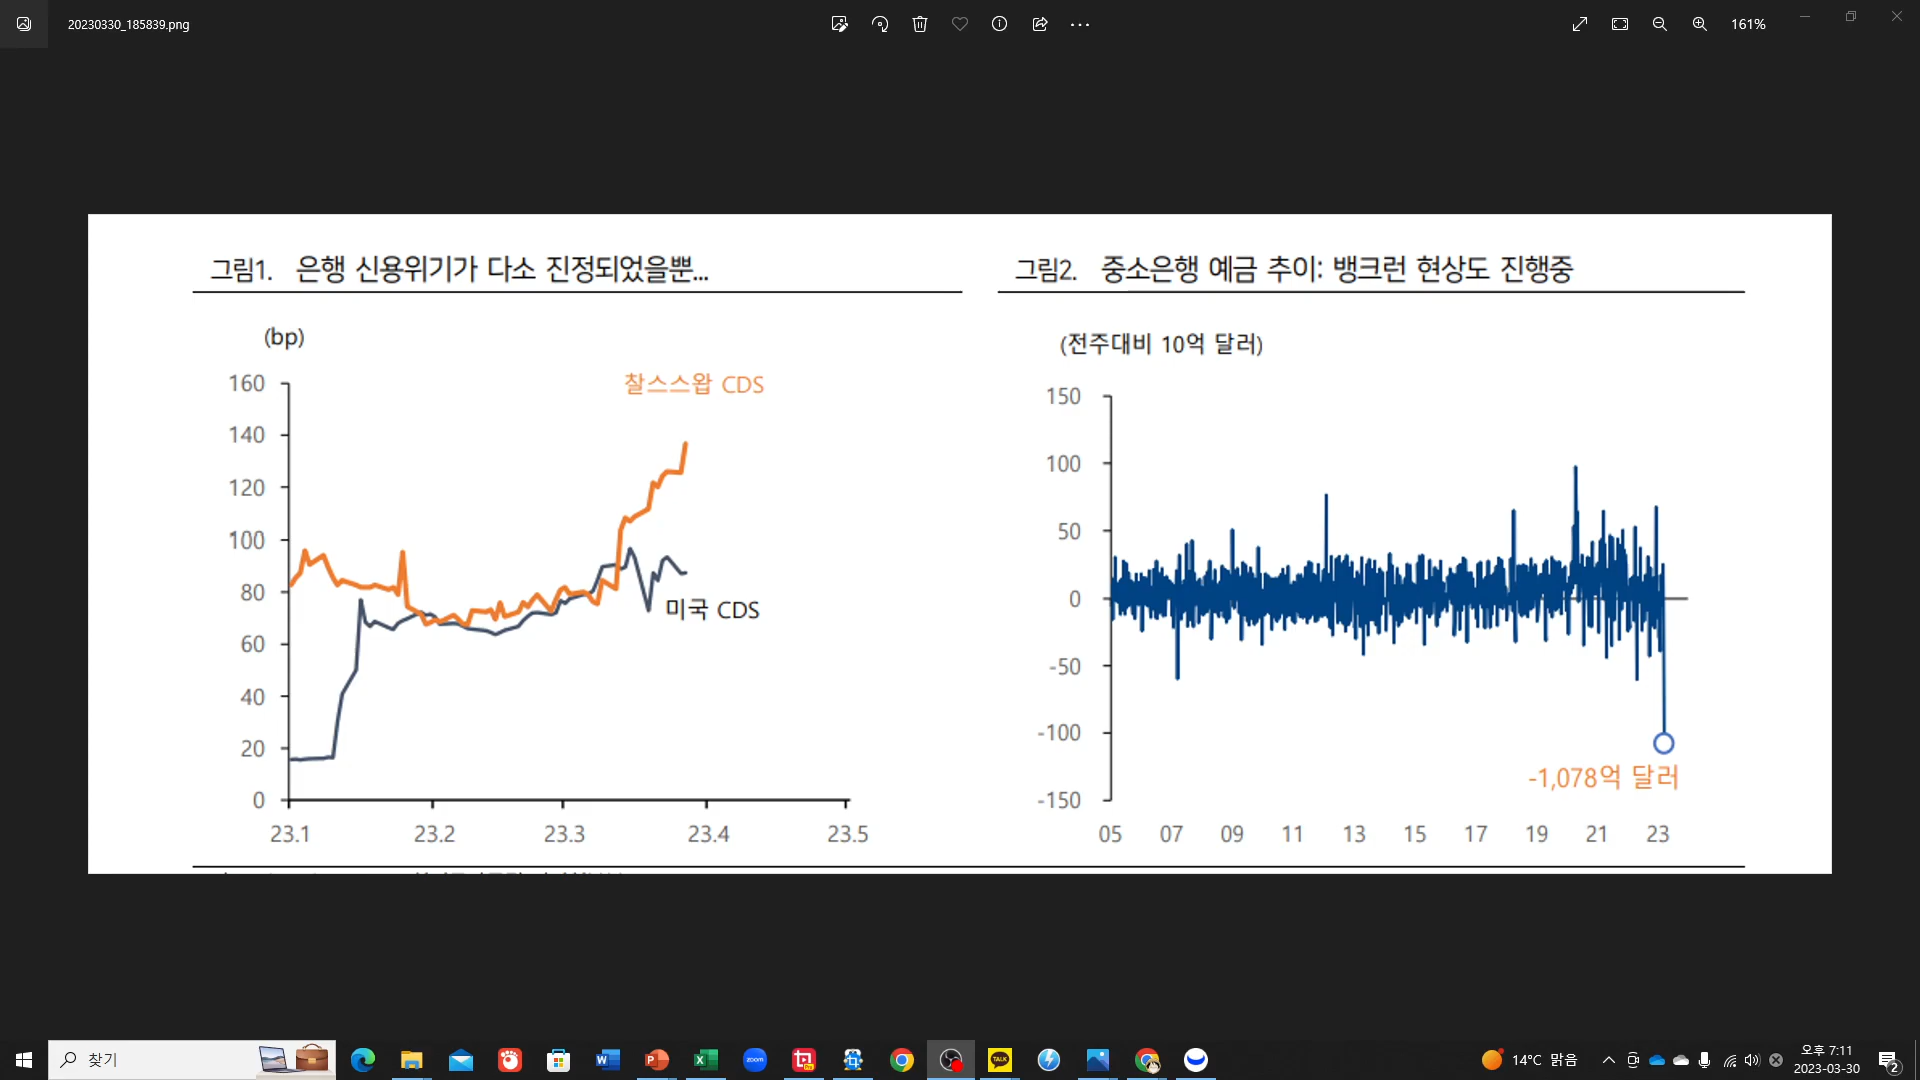 20230330_185839.png
161%
그림1. 은행 신용위기가 다소 진정되었을뿐...
(bp)
160
140
120
100
80
60
40
20
0
찰스스왑 CDS
미국 CDS
23.1 23.2 23.3 23.4 23.5
그림2. 중소은행 예금 추이: 뱅크런 현상도 진행중
(전주대비 10억 달러)
150
100
50
0
-50
-100
-150
-1,078억 달러
05 07 09 11 13 15 17 19 21 23
찾기
zoom
TALK
14°C 맑음
오후 7:11
2023-03-30
2